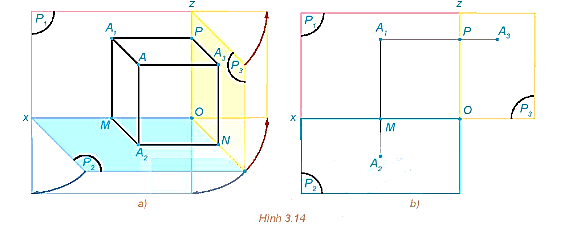 z
P₁
A₁
A
P
A₃
P₃
x
M
O
A₂
N
P₂
a)
z
P₁
A₁
P
A₃
x
M
O
P₃
A₂
P₂
b)
Hình 3.14